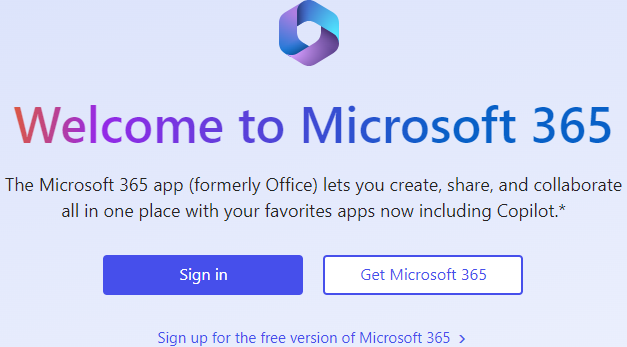 Welcome to Microsoft 365
The Microsoft 365 app (formerly Office) lets you create, share, and collaborate
all in one place with your favorites apps now including Copilot.*
Sign in
Get Microsoft 365
Sign up for the free version of Microsoft 365